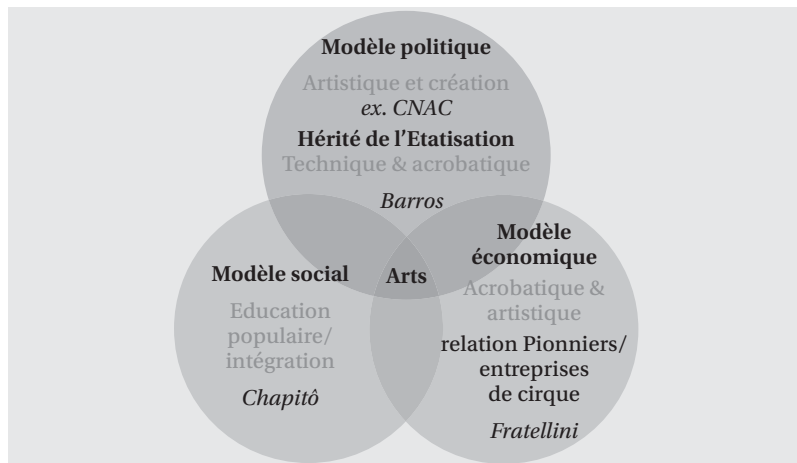 Modèle politique
Artistique et création
ex. CNAC
Hérité de l'Etatisation
Technique & acrobatique
Barros
Modèle social
Education
populaire/
intégration
Chapitô
Arts
Modèle
économique
Acrobatique &
artistique
relation Pionniers/
entreprises
de cirque
Fratellini